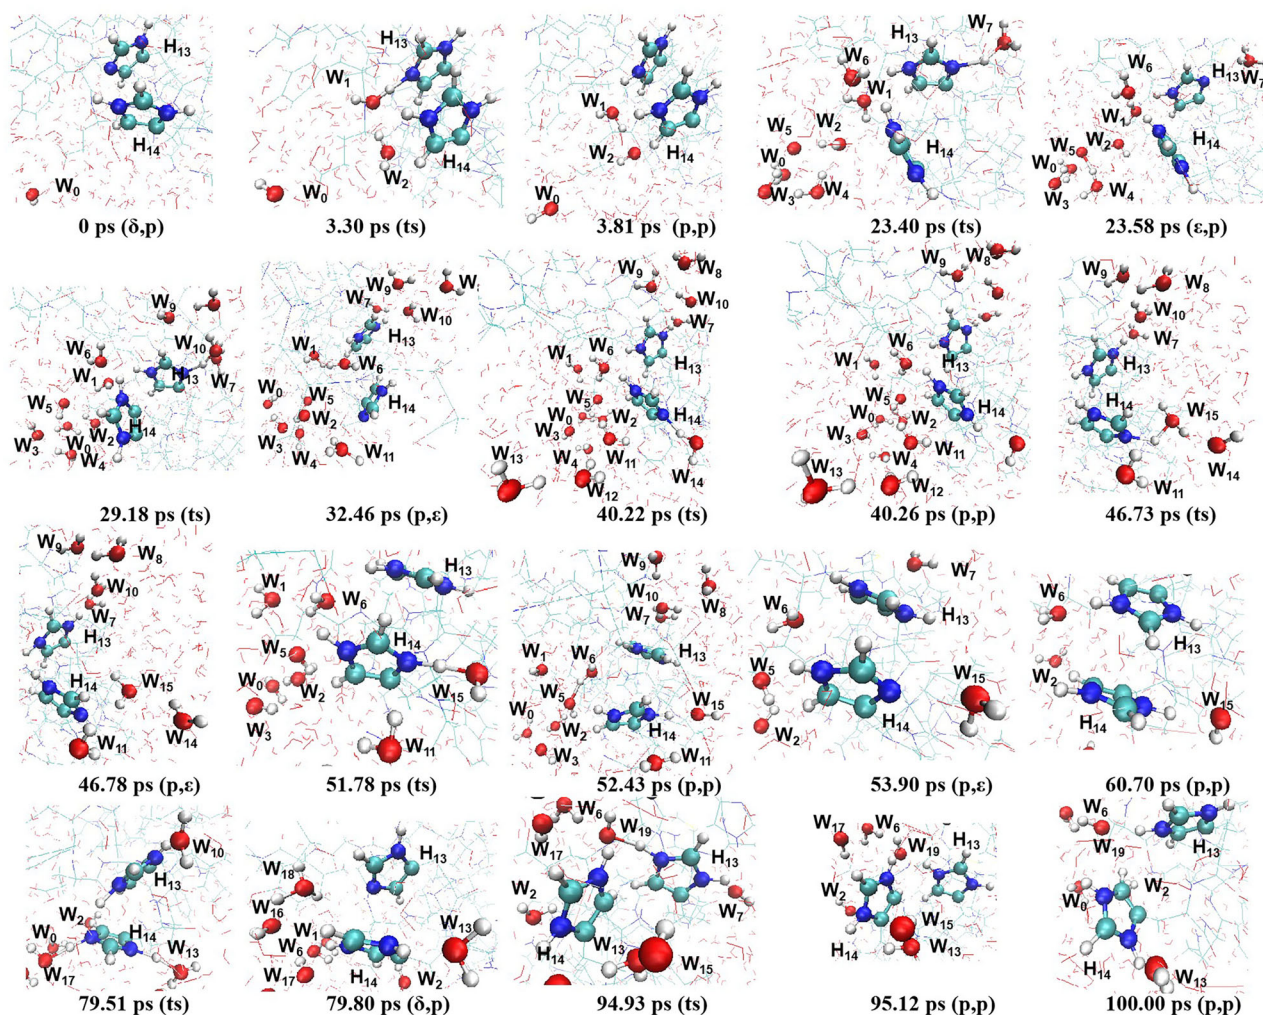 H13
H14
W0
0 ps (δ,p)
H13
W1
W2
H14
W0
3.30 ps (ts)
H13
W1
W2
H14
W0
3.81 ps (p,p)
W7
H13
W6
W1
W5
W2
W0
H14
W3
W4
23.40 ps (ts)
W6
H13
W7
W1
W5
W0
H14
W4
W3
23.58 ps (ε,p)
W9
W6
W10
H13
W1
W7
W5
W3
W0
W2
H14
W4
29.18 ps (ts)
W9
W7
W10
H13
W1
W6
W0
W5
H14
W2
W3
W4
W11
32.46 ps (p,ε)
W9
W8
W10
W7
W6
W1
H13
W5
W0
W2
H14
W3
W13
W4
W11
W14
W12
40.22 ps (ts)
W9
W8
W6
W1
H13
W5
W0
H14
W2
W3
W13
W4
W11
W12
40.26 ps (p,p)
W9
W8
W10
W7
H13
H14
W15
W14
W11
46.73 ps (ts)
W9
W8
W10
W7
H13
H14
W15
W14
W11
46.78 ps (p,ε)
H13
W1
W6
H14
W5
W0
W2
W15
W3
W11
51.78 ps (ts)
W9
W10
W8
W7
H13
W1
W6
W5
W15
W0
W2
H14
W3
W11
52.43 ps (p,p)
W7
W6
H13
W5
W15
W2
H14
53.90 ps (p,ε)
W6
H13
W2
W15
H14
60.70 ps (p,p)
W10
H13
W2
W0
H14
W13
W17
79.51 ps (ts)
H13
W18
W16
W1
W13
W6
W17
H14
W2
79.80 ps (δ,p)
W6
W19
W17
H13
W2
W7
W13
H14
W15
94.93 ps (ts)
W17
W6
W19
H13
W2
W15
H14
W13
95.12 ps (p,p)
W6
W19
H13
W2
W0
H14
W13
100.00 ps (p,p)